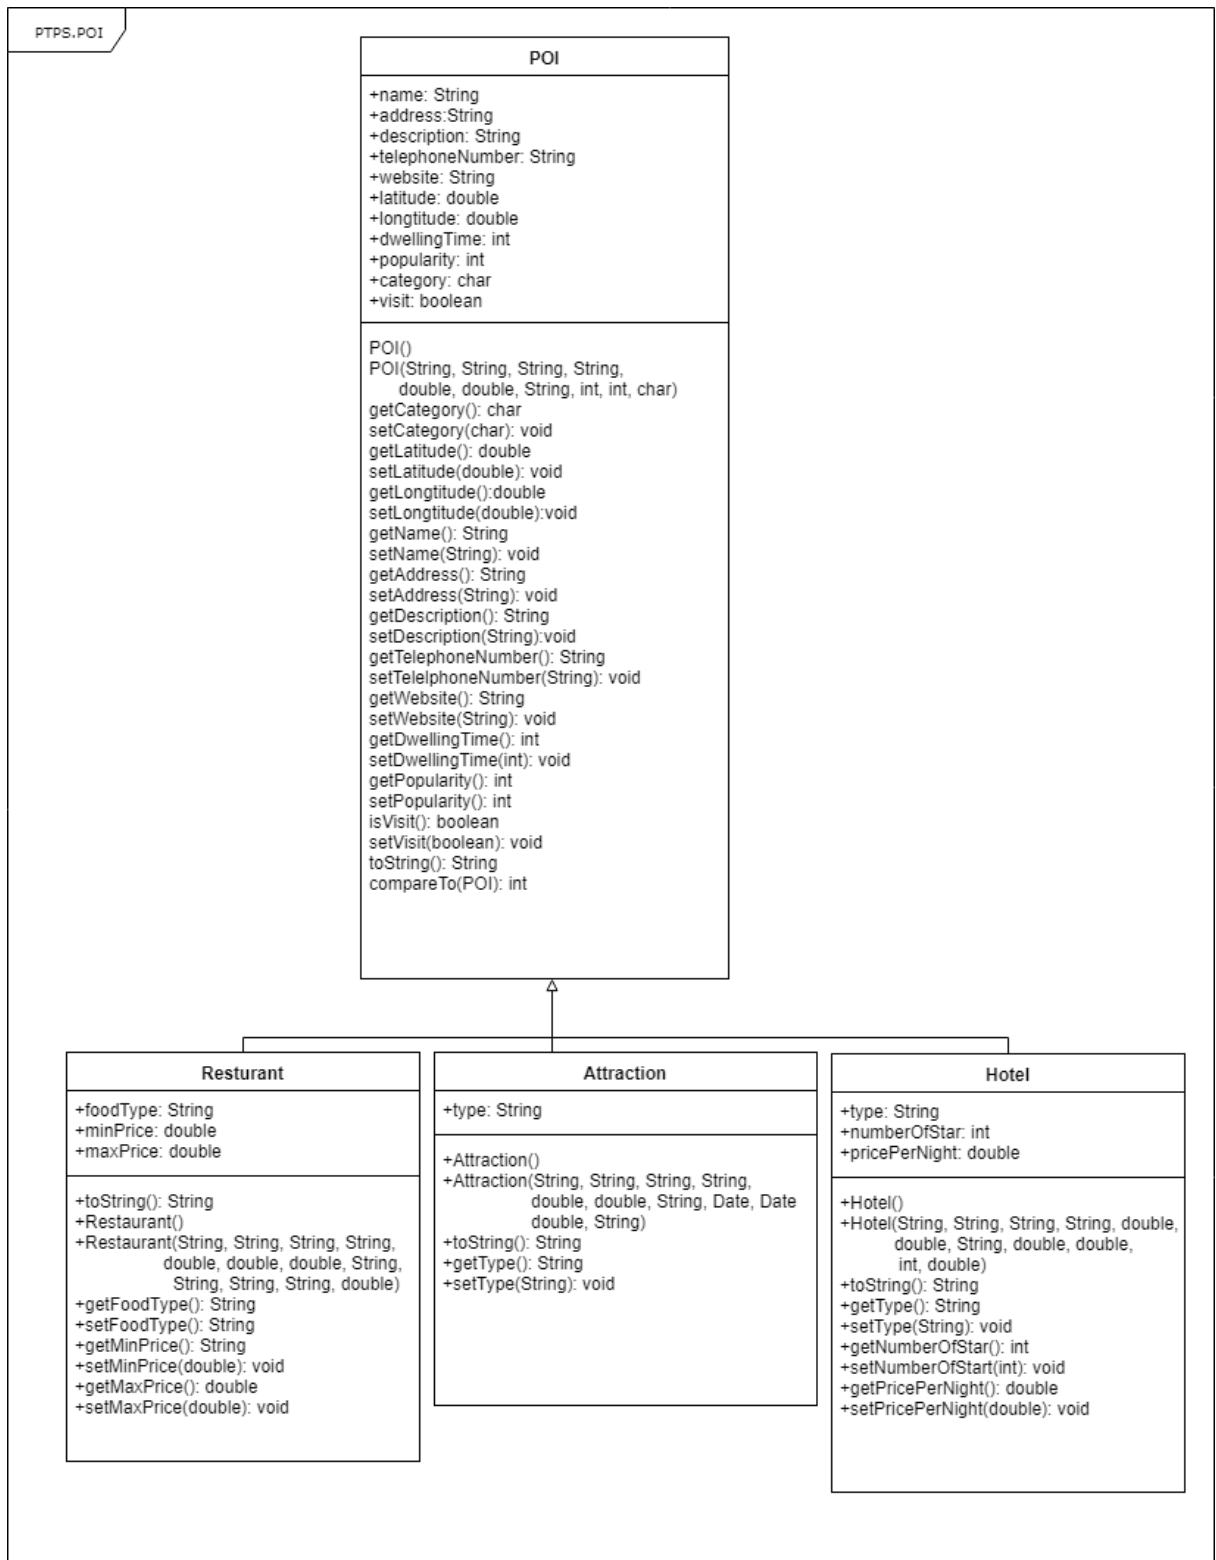 PTPS.POI
POI
+name: String
+address:String
+description: String
+telephoneNumber: String
+website: String
+latitude: double
+longtitude: double
+dwellingTime: int
+popularity: int
+category: char
+visit: boolean
POI()
POI(String, String, String, String,
double, double, String, int, int, char)
getCategory(): char
setCategory(char): void
getLatitude(): double
setLatitude(double): void
getLongtitude():double
setLongtitude(double):void
getName(): String
setName(String): void
getAddress(): String
setAddress(String): void
getDescription(): String
setDescription(String):void
getTelephoneNumber(): String
setTelelphoneNumber(String): void
getWebsite(): String
setWebsite(String): void
getDwellingTime(): int
setDwellingTime(int): void
getPopularity(): int
setPopularity(): int
isVisit(): boolean
setVisit(boolean): void
toString(): String
compareTo(POI): int
Resturant
+foodType: String
+minPrice: double
+maxPrice: double
+toString(): String
+Restaurant()
+Restaurant(String, String, String, String,
double, double, double, String,
String, String, String, double)
+getFoodType(): String
+setFoodType(): String
+getMinPrice(): String
+setMinPrice(double): void
+getMaxPrice(): double
+setMaxPrice(double): void
Attraction
+type: String
+Attraction()
+Attraction(String, String, String, String,
double, double, String, Date, Date
double, String)
+toString(): String
+getType(): String
+setType(String): void
Hotel
+type: String
+numberOfStar: int
+pricePerNight: double
+Hotel()
+Hotel(String, String, String, String, double,
double, String, double, double,
int, double)
+toString(): String
+getType(): String
+setType(String): void
+getNumberOfStar(): int
+setNumberOfStart(int): void
+getPricePerNight(): double
+setPricePerNight(double): void